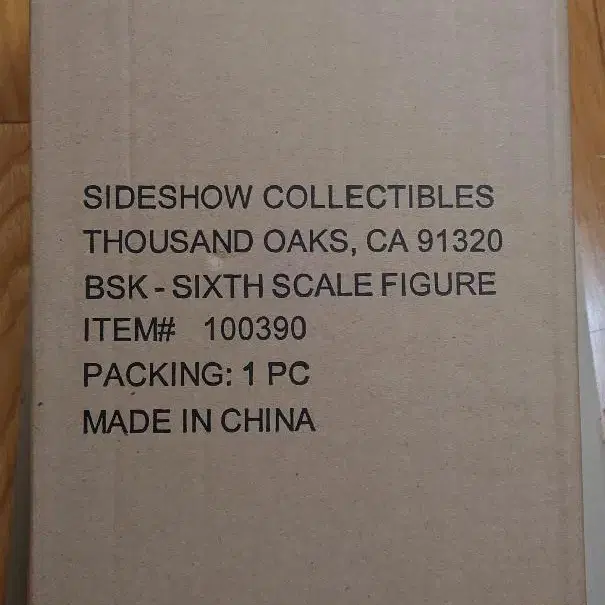 SIDESHOW COLLECTIBLES
THOUSAND OAKS, CA 91320
BSK - SIXTH SCALE FIGURE
ITEM# 100390
PACKING: 1 PC
MADE IN CHINA